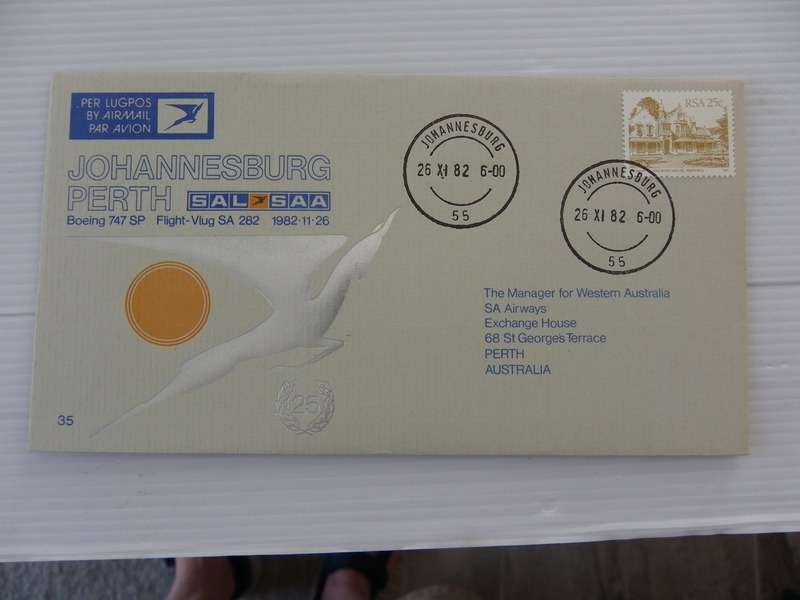 PER LUGPOS
BY AIRMAIL
PAR AVION
JOHANNESBURG
PERTH SAL SAA
Boeing 747 SP Flight-Vlug SA 282 1982·11·26
JOHANNESBURG
26 XI 82 6-00
55
RSA 25c
JOHANNESBURG
26 XI 82 6-00
55
The Manager for Western Australia
SA Airways
Exchange House
68 St Georges Terrace
PERTH
AUSTRALIA
25
35